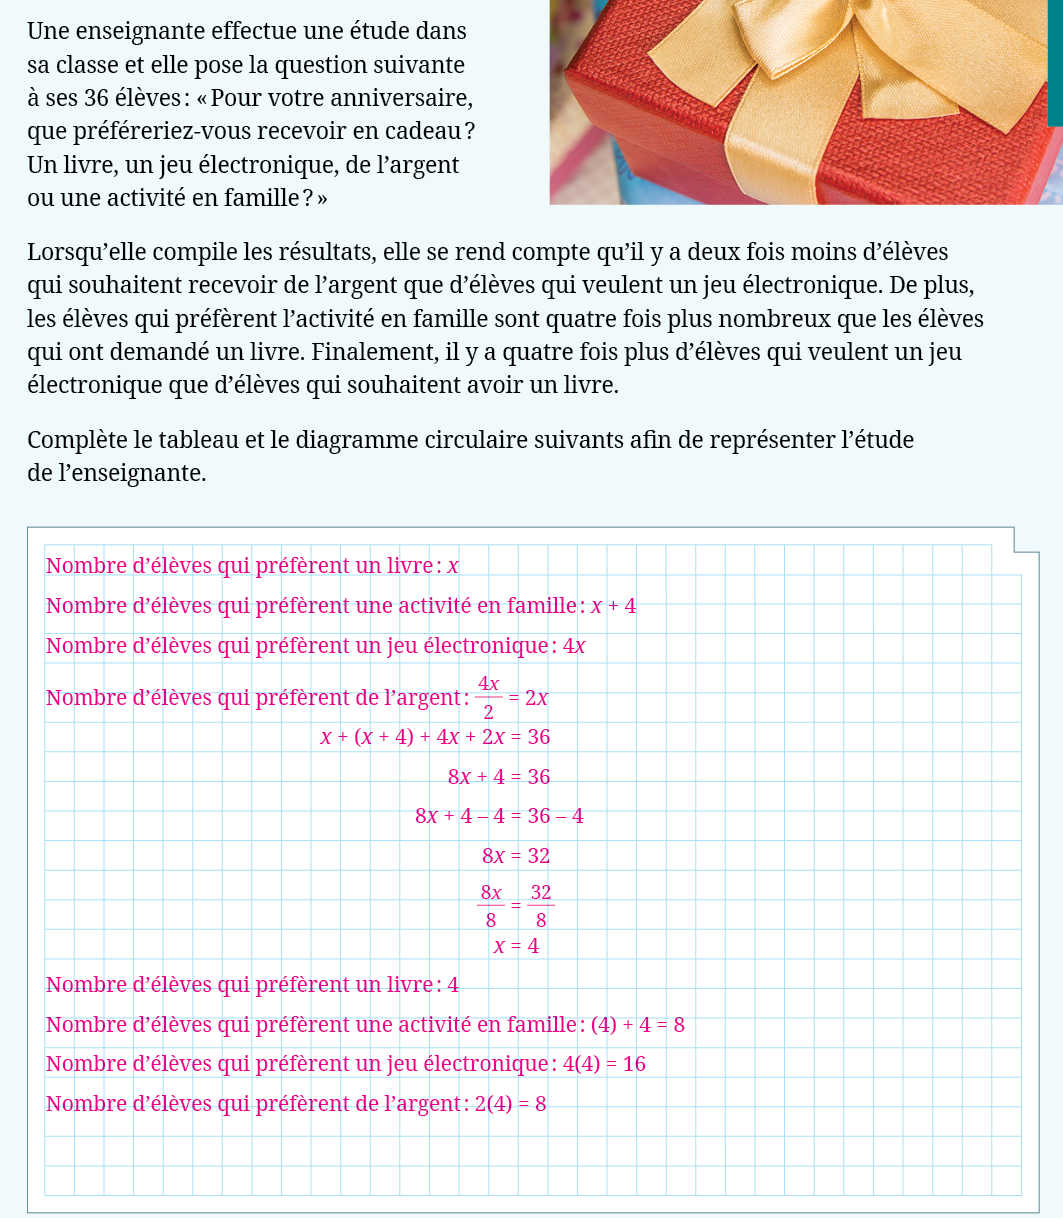 Une enseignante effectue une étude dans
sa classe et elle pose la question suivante
à ses 36 élèves : « Pour votre anniversaire,
que préféreriez-vous recevoir en cadeau ?
Un livre, un jeu électronique, de l’argent
ou une activité en famille ? »
Lorsqu’elle compile les résultats, elle se rend compte qu’il y a deux fois moins d’élèves
qui souhaitent recevoir de l’argent que d’élèves qui veulent un jeu électronique. De plus,
les élèves qui préfèrent l’activité en famille sont quatre fois plus nombreux que les élèves
qui ont demandé un livre. Finalement, il y a quatre fois plus d’élèves qui veulent un jeu
électronique que d’élèves qui souhaitent avoir un livre.
Complète le tableau et le diagramme circulaire suivants afin de représenter l’étude
de l’enseignante.
Nombre d’élèves qui préfèrent un livre : x
Nombre d’élèves qui préfèrent une activité en famille : x + 4
Nombre d’élèves qui préfèrent un jeu électronique : 4x
Nombre d’élèves qui préfèrent de l’argent : 4x/2 = 2x
x + (x + 4) + 4x + 2x = 36
8x + 4 = 36
8x + 4 – 4 = 36 – 4
8x = 32
8x/8 = 32/8
x = 4
Nombre d’élèves qui préfèrent un livre : 4
Nombre d’élèves qui préfèrent une activité en famille : (4) + 4 = 8
Nombre d’élèves qui préfèrent un jeu électronique : 4(4) = 16
Nombre d’élèves qui préfèrent de l’argent : 2(4) = 8